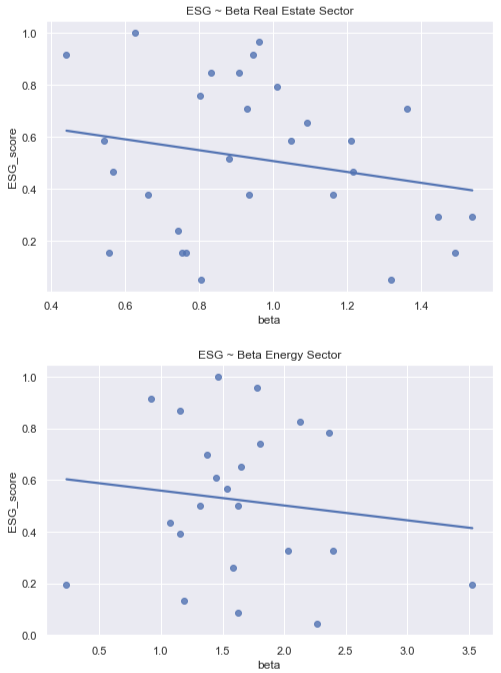 ESG ~ Beta Real Estate Sector
1.0
0.8
0.6
0.4
0.2
ESG_score
0.4 0.6 0.8 1.0 1.2 1.4
beta
ESG ~ Beta Energy Sector
1.0
0.8
0.6
0.4
0.2
0.0
ESG_score
0.5 1.0 1.5 2.0 2.5 3.0 3.5
beta